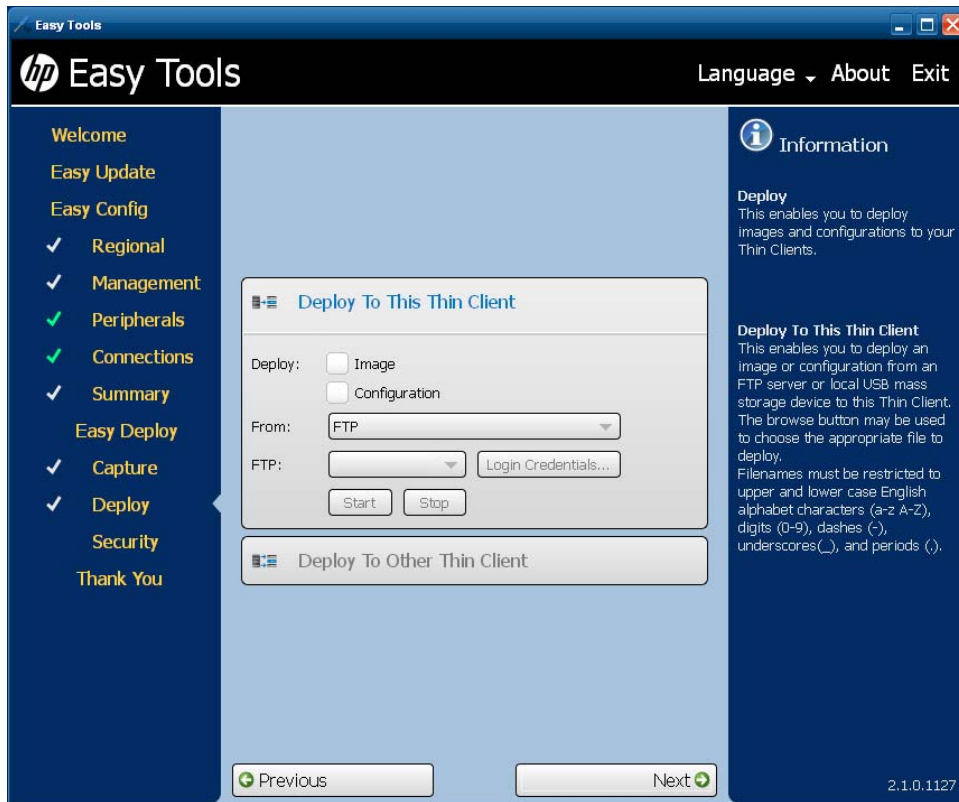 Easy Tools
hp Easy Tools
Language About Exit
Welcome
Easy Update
Easy Config
Regional
Management
Peripherals
Connections
Summary
Easy Deploy
Capture
Deploy
Security
Thank You
Deploy To This Thin Client
Deploy: Image
Configuration
From: FTP
FTP: Login Credentials...
Start Stop
Deploy To Other Thin Client
Previous
Next
Information
Deploy
This enables you to deploy
images and configurations to your
Thin Clients.
Deploy To This Thin Client
This enables you to deploy an
image or configuration from an
FTP server or local USB mass
storage device to this Thin Client.
The browse button may be used
to choose the appropriate file to
deploy.
Filenames must be restricted to
upper and lower case English
alphabet characters (a-z A-Z),
digits (0-9), dashes (-),
underscores(_), and periods (.).
2.1.0.1127